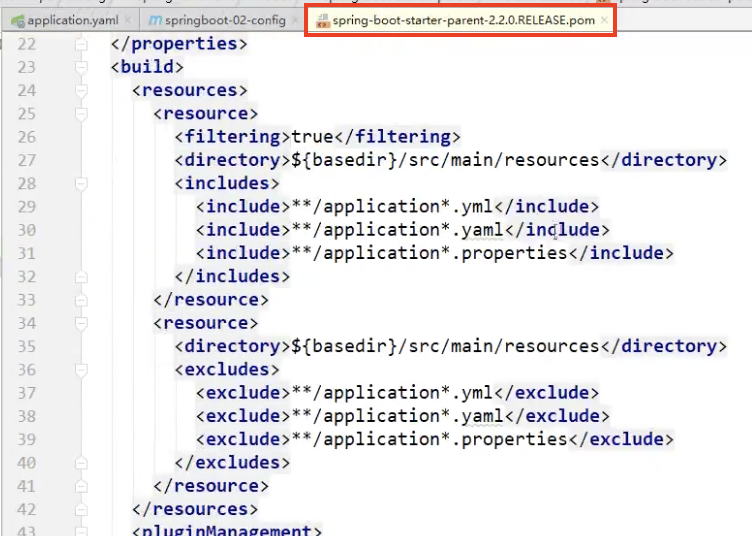 application.yaml × springboot-02-config × spring-boot-starter-parent-2.2.0.RELEASE.pom ×
22 </properties>
23 <build>
24 <resources>
25 <resource>
26 <filtering>true</filtering>
27 <directory>${basedir}/src/main/resources</directory>
28 <includes>
29 <include>**/application*.yml</include>
30 <include>**/application*.yaml</include>
31 <include>**/application*.properties</include>
32 </includes>
33 </resource>
34 <resource>
35 <directory>${basedir}/src/main/resources</directory>
36 <excludes>
37 <exclude>**/application*.yml</exclude>
38 <exclude>**/application*.yaml</exclude>
39 <exclude>**/application*.properties</exclude>
40 </excludes>
41 </resource>
42 </resources>
43 <pluginManagement>